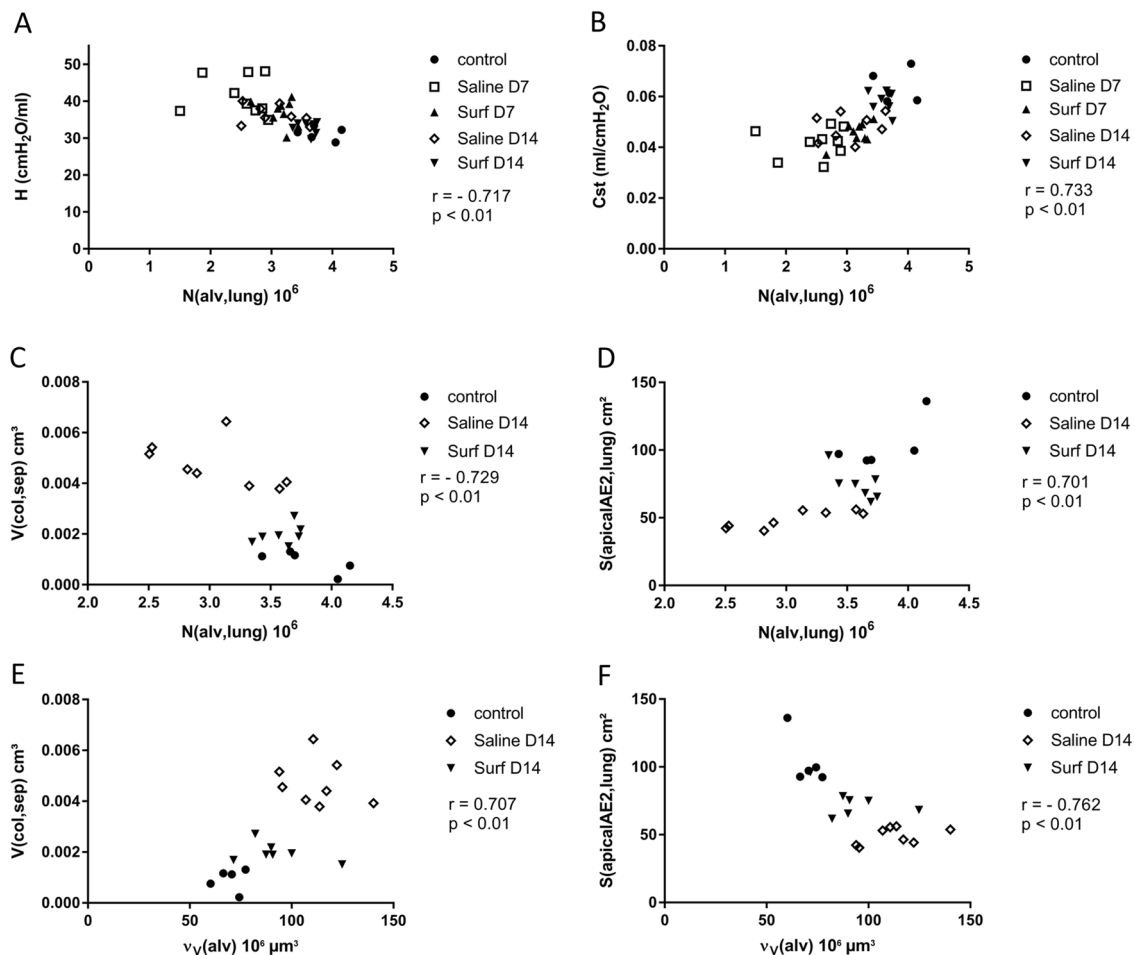 A
H (cmH₂O/ml)
50
40
30
20
10
0
0 1 2 3 4 5
N(alv,lung) 10⁶
control
Saline D7
Surf D7
Saline D14
Surf D14
r = - 0.717
p < 0.01
B
Cst (ml/cmH₂O)
0.08
0.06
0.04
0.02
0.00
0 1 2 3 4 5
N(alv,lung) 10⁶
control
Saline D7
Surf D7
Saline D14
Surf D14
r = 0.733
p < 0.01
C
V(col,sep) cm³
0.008
0.006
0.004
0.002
0.000
2.0 2.5 3.0 3.5 4.0 4.5
N(alv,lung) 10⁶
control
Saline D14
Surf D14
r = - 0.729
p < 0.01
D
S(apicalAE2,lung) cm²
150
100
50
0
2.0 2.5 3.0 3.5 4.0 4.5
N(alv,lung) 10⁶
control
Saline D14
Surf D14
r = 0.701
p < 0.01
E
V(col,sep) cm³
0.008
0.006
0.004
0.002
0.000
0 50 100 150
νV(alv) 10⁶ µm³
control
Saline D14
Surf D14
r = 0.707
p < 0.01
F
S(apicalAE2,lung) cm²
150
100
50
0
0 50 100 150
νV(alv) 10⁶ µm³
control
Saline D14
Surf D14
r = - 0.762
p < 0.01